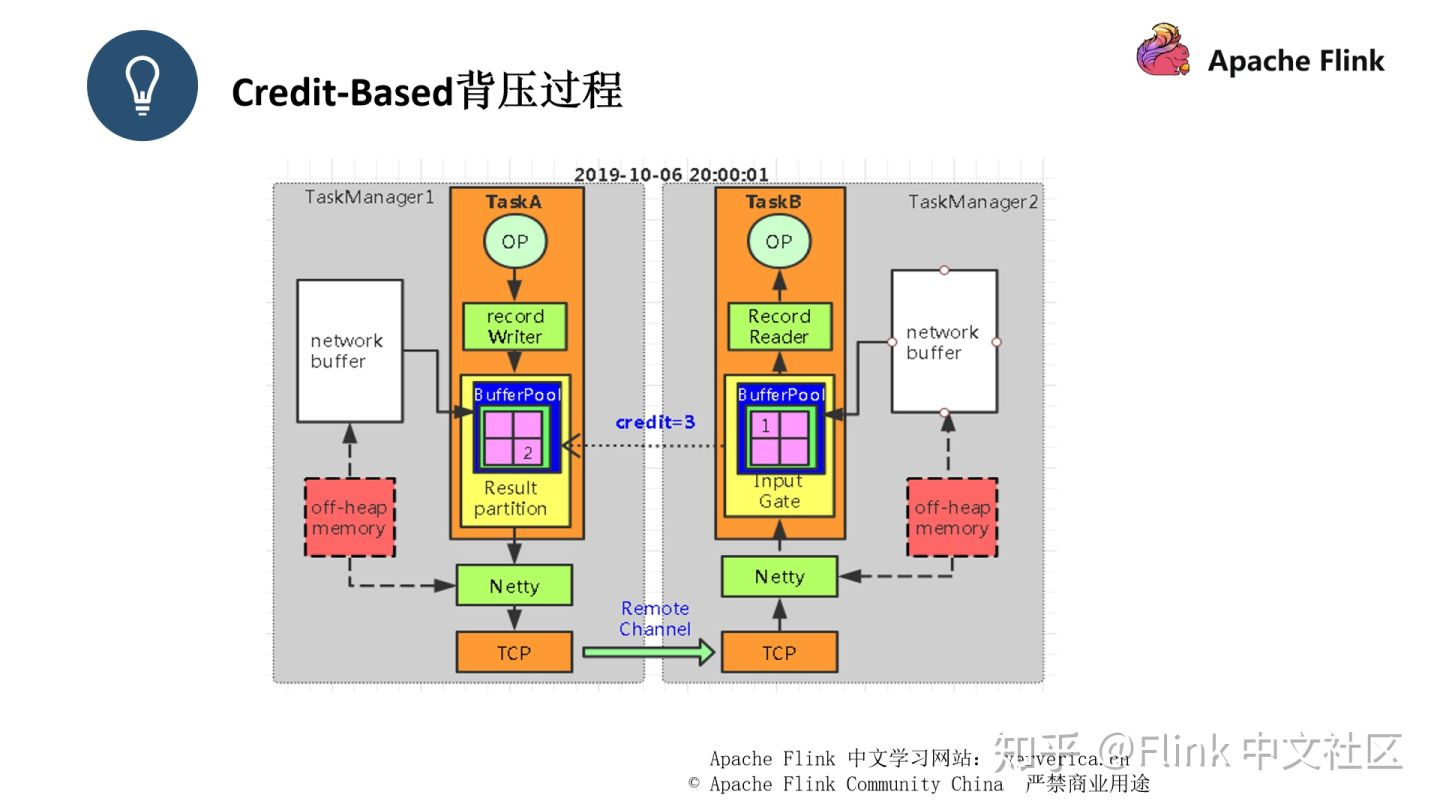 Apache Flink
Credit-Based背压过程
2019-10-06 20:00:01
TaskManager1
TaskA
TaskB
TaskManager2
OP
OP
record
Writer
Record
Reader
network
buffer
network
buffer
BufferPool
2
credit=3
BufferPool
1
Result
partition
Input
Gate
off-heap
memory
off-heap
memory
Netty
Netty
Remote
Channel
TCP
TCP
Apache Flink 中文学习网站: ververica.cn
© Apache Flink Community China 严禁商业用途
知乎 @Flink 中文社区